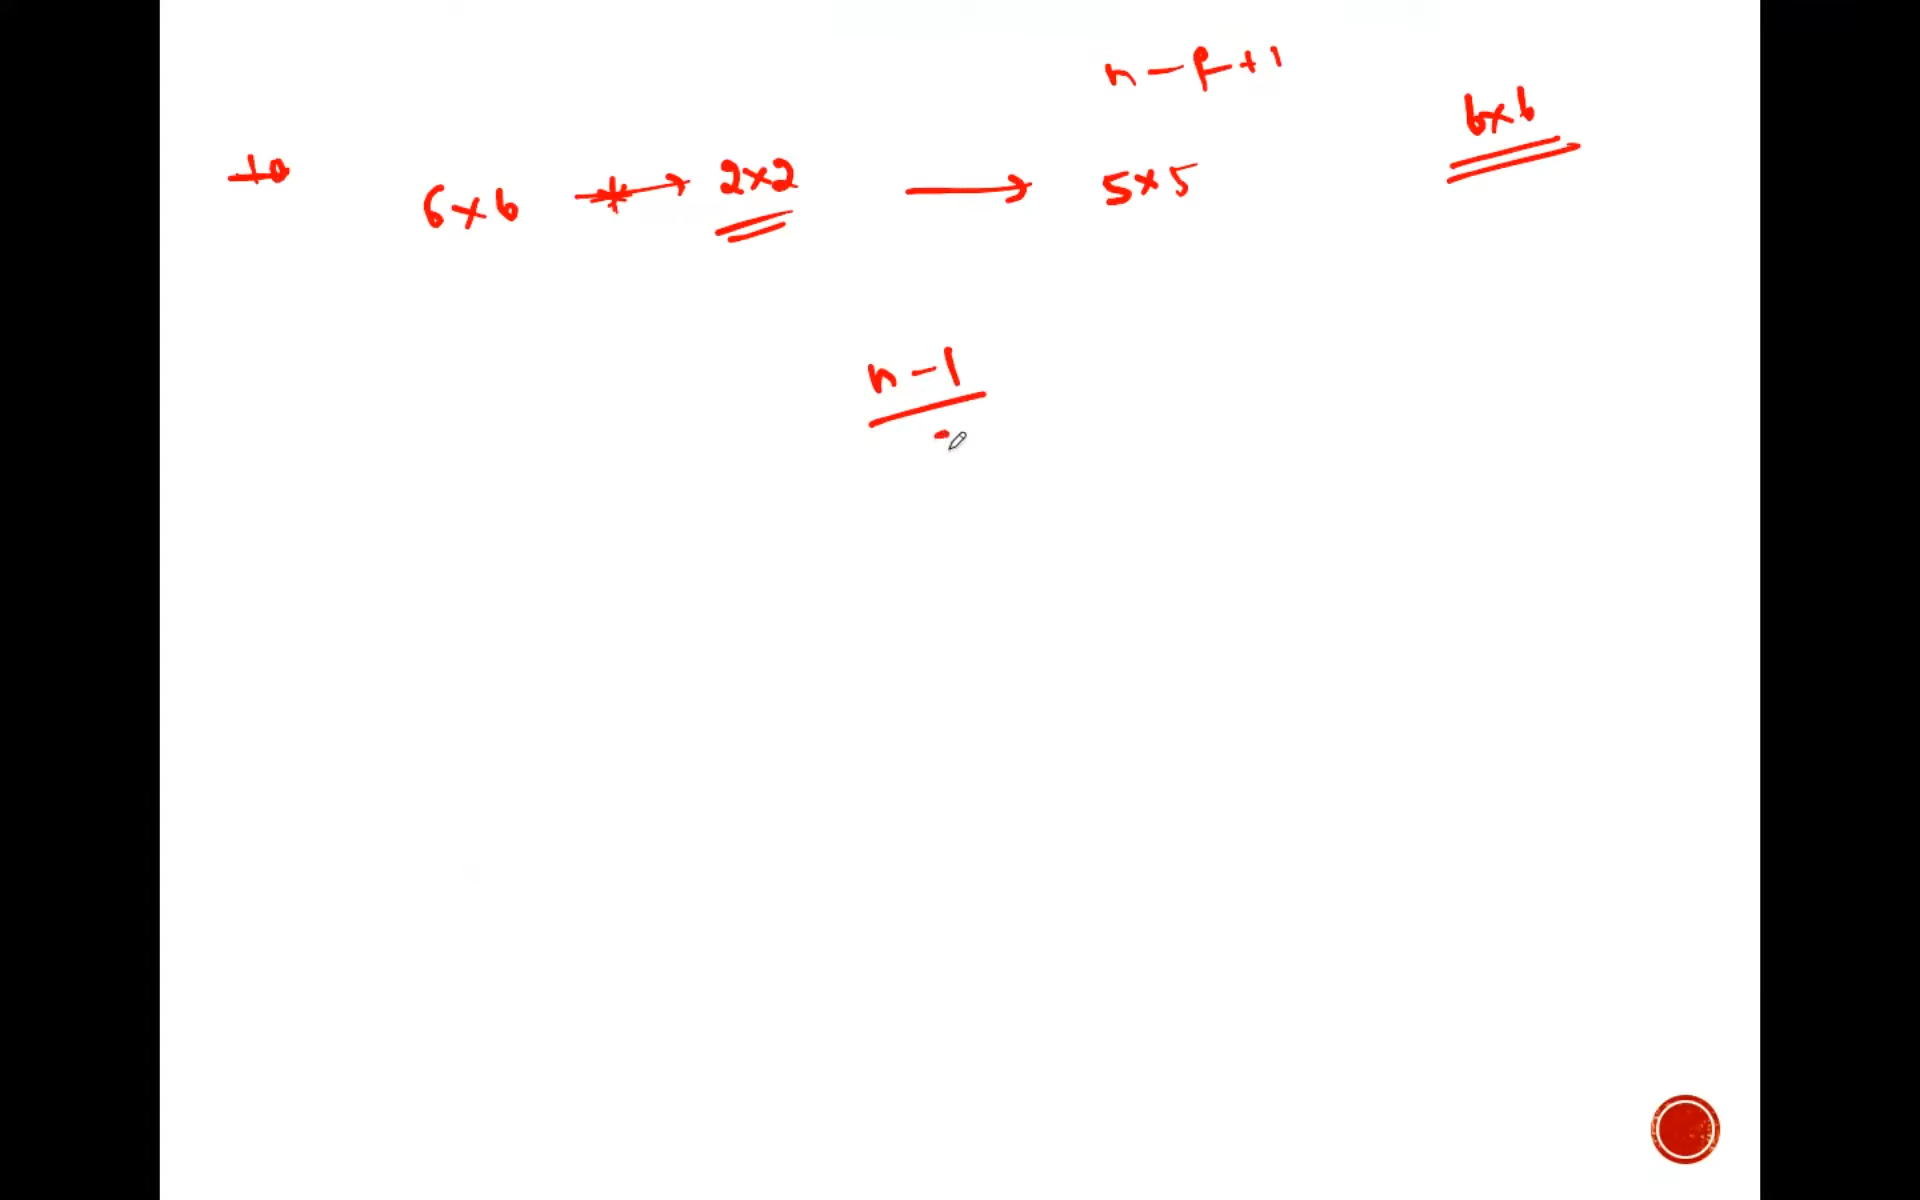 n - f + 1
6x6
6x6 * → 2x2 → 5x5
n - 1